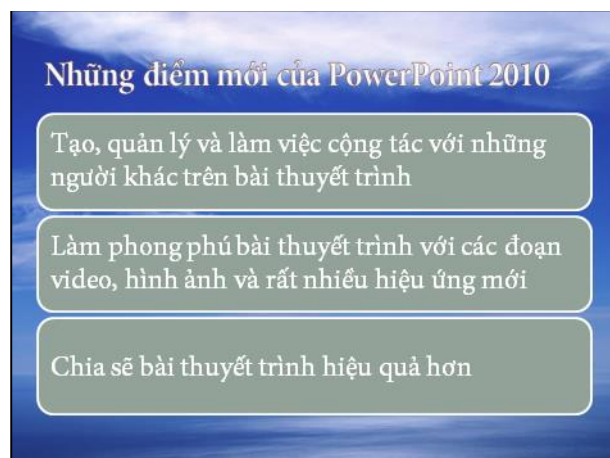 Những điểm mới của PowerPoint 2010
Tạo, quản lý và làm việc cộng tác với những
người khác trên bài thuyết trình
Làm phong phú bài thuyết trình với các đoạn
video, hình ảnh và rất nhiều hiệu ứng mới
Chia sẽ bài thuyết trình hiệu quả hơn